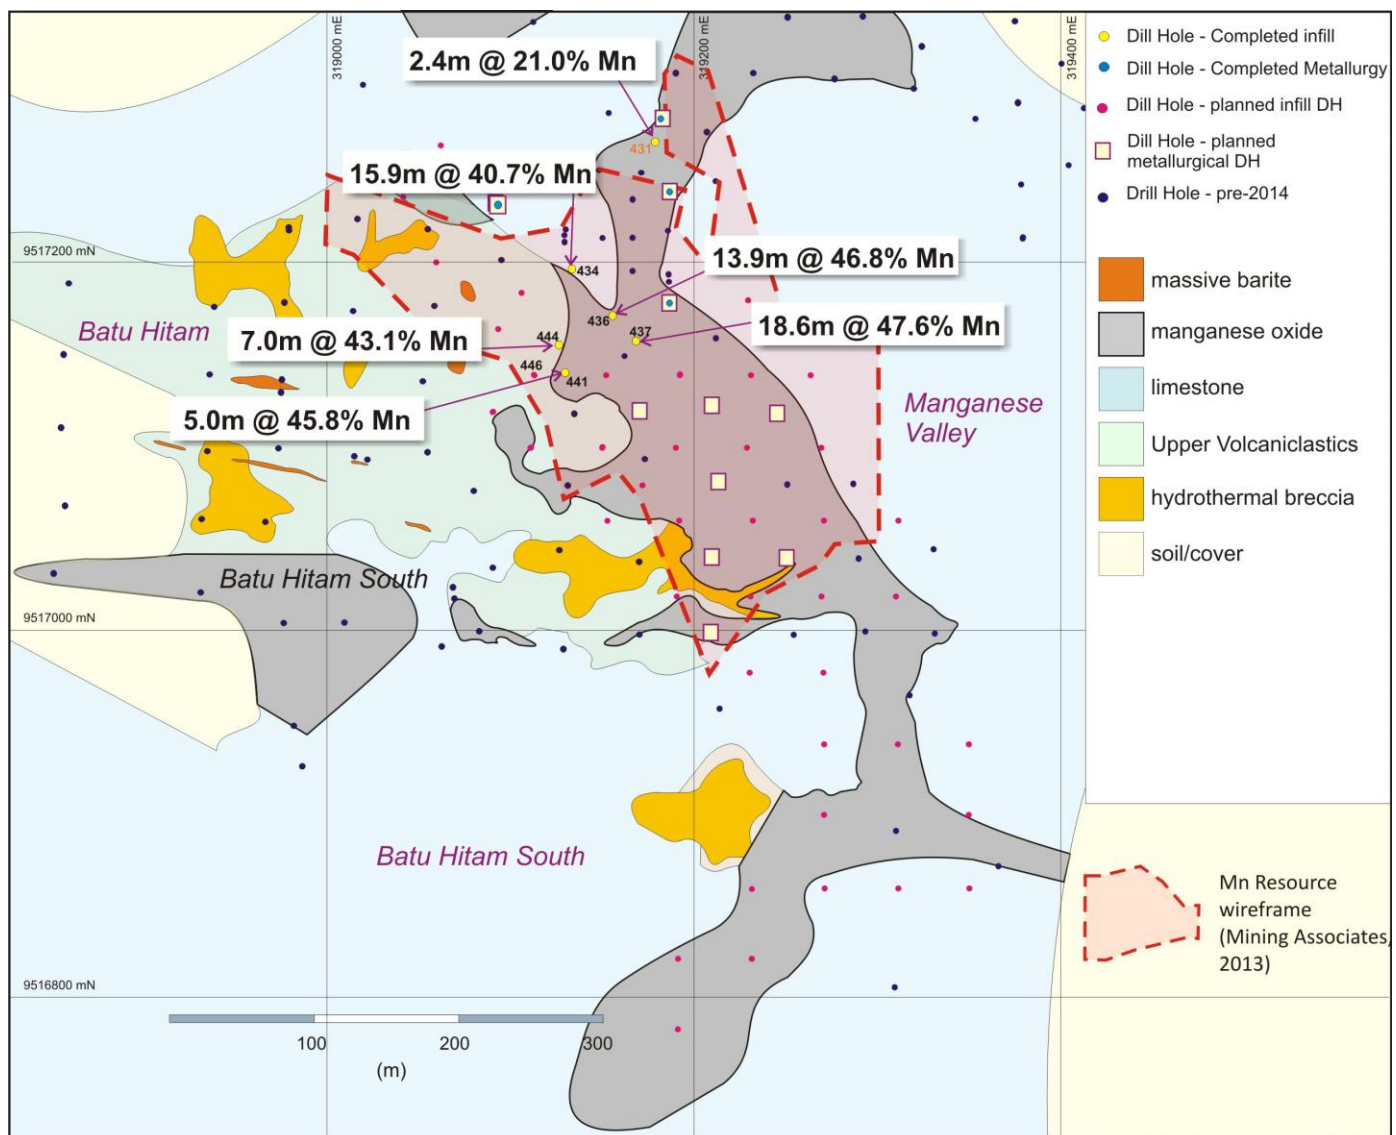 319000 mE
319200 mE
319400 mE
2.4m @ 21.0% Mn
431
15.9m @ 40.7% Mn
9517200 mN
434
13.9m @ 46.8% Mn
Batu Hitam
436
437
18.6m @ 47.6% Mn
7.0m @ 43.1% Mn
444
446
441
5.0m @ 45.8% Mn
Manganese
Valley
Batu Hitam South
9517000 mN
Batu Hitam South
9516800 mN
100
200
300
(m)
Dill Hole - Completed infill
Dill Hole - Completed Metallurgy
Dill Hole - planned infill DH
Dill Hole - planned
metallurgical DH
Drill Hole - pre-2014
massive barite
manganese oxide
limestone
Upper Volcaniclastics
hydrothermal breccia
soil/cover
Mn Resource
wireframe
(Mining Associates,
2013)